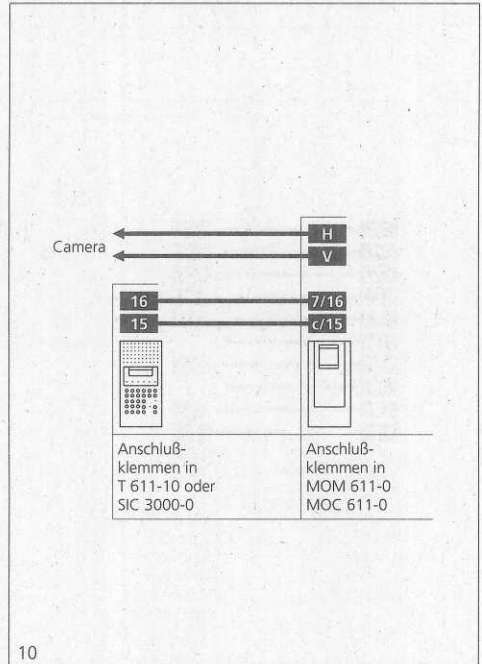 H
Camera
V
16 7/16
15 c/15
Anschluß-
klemmen in
T 611-10 oder
SIC 3000-0
Anschluß-
klemmen in
MOM 611-0
MOC 611-0
10